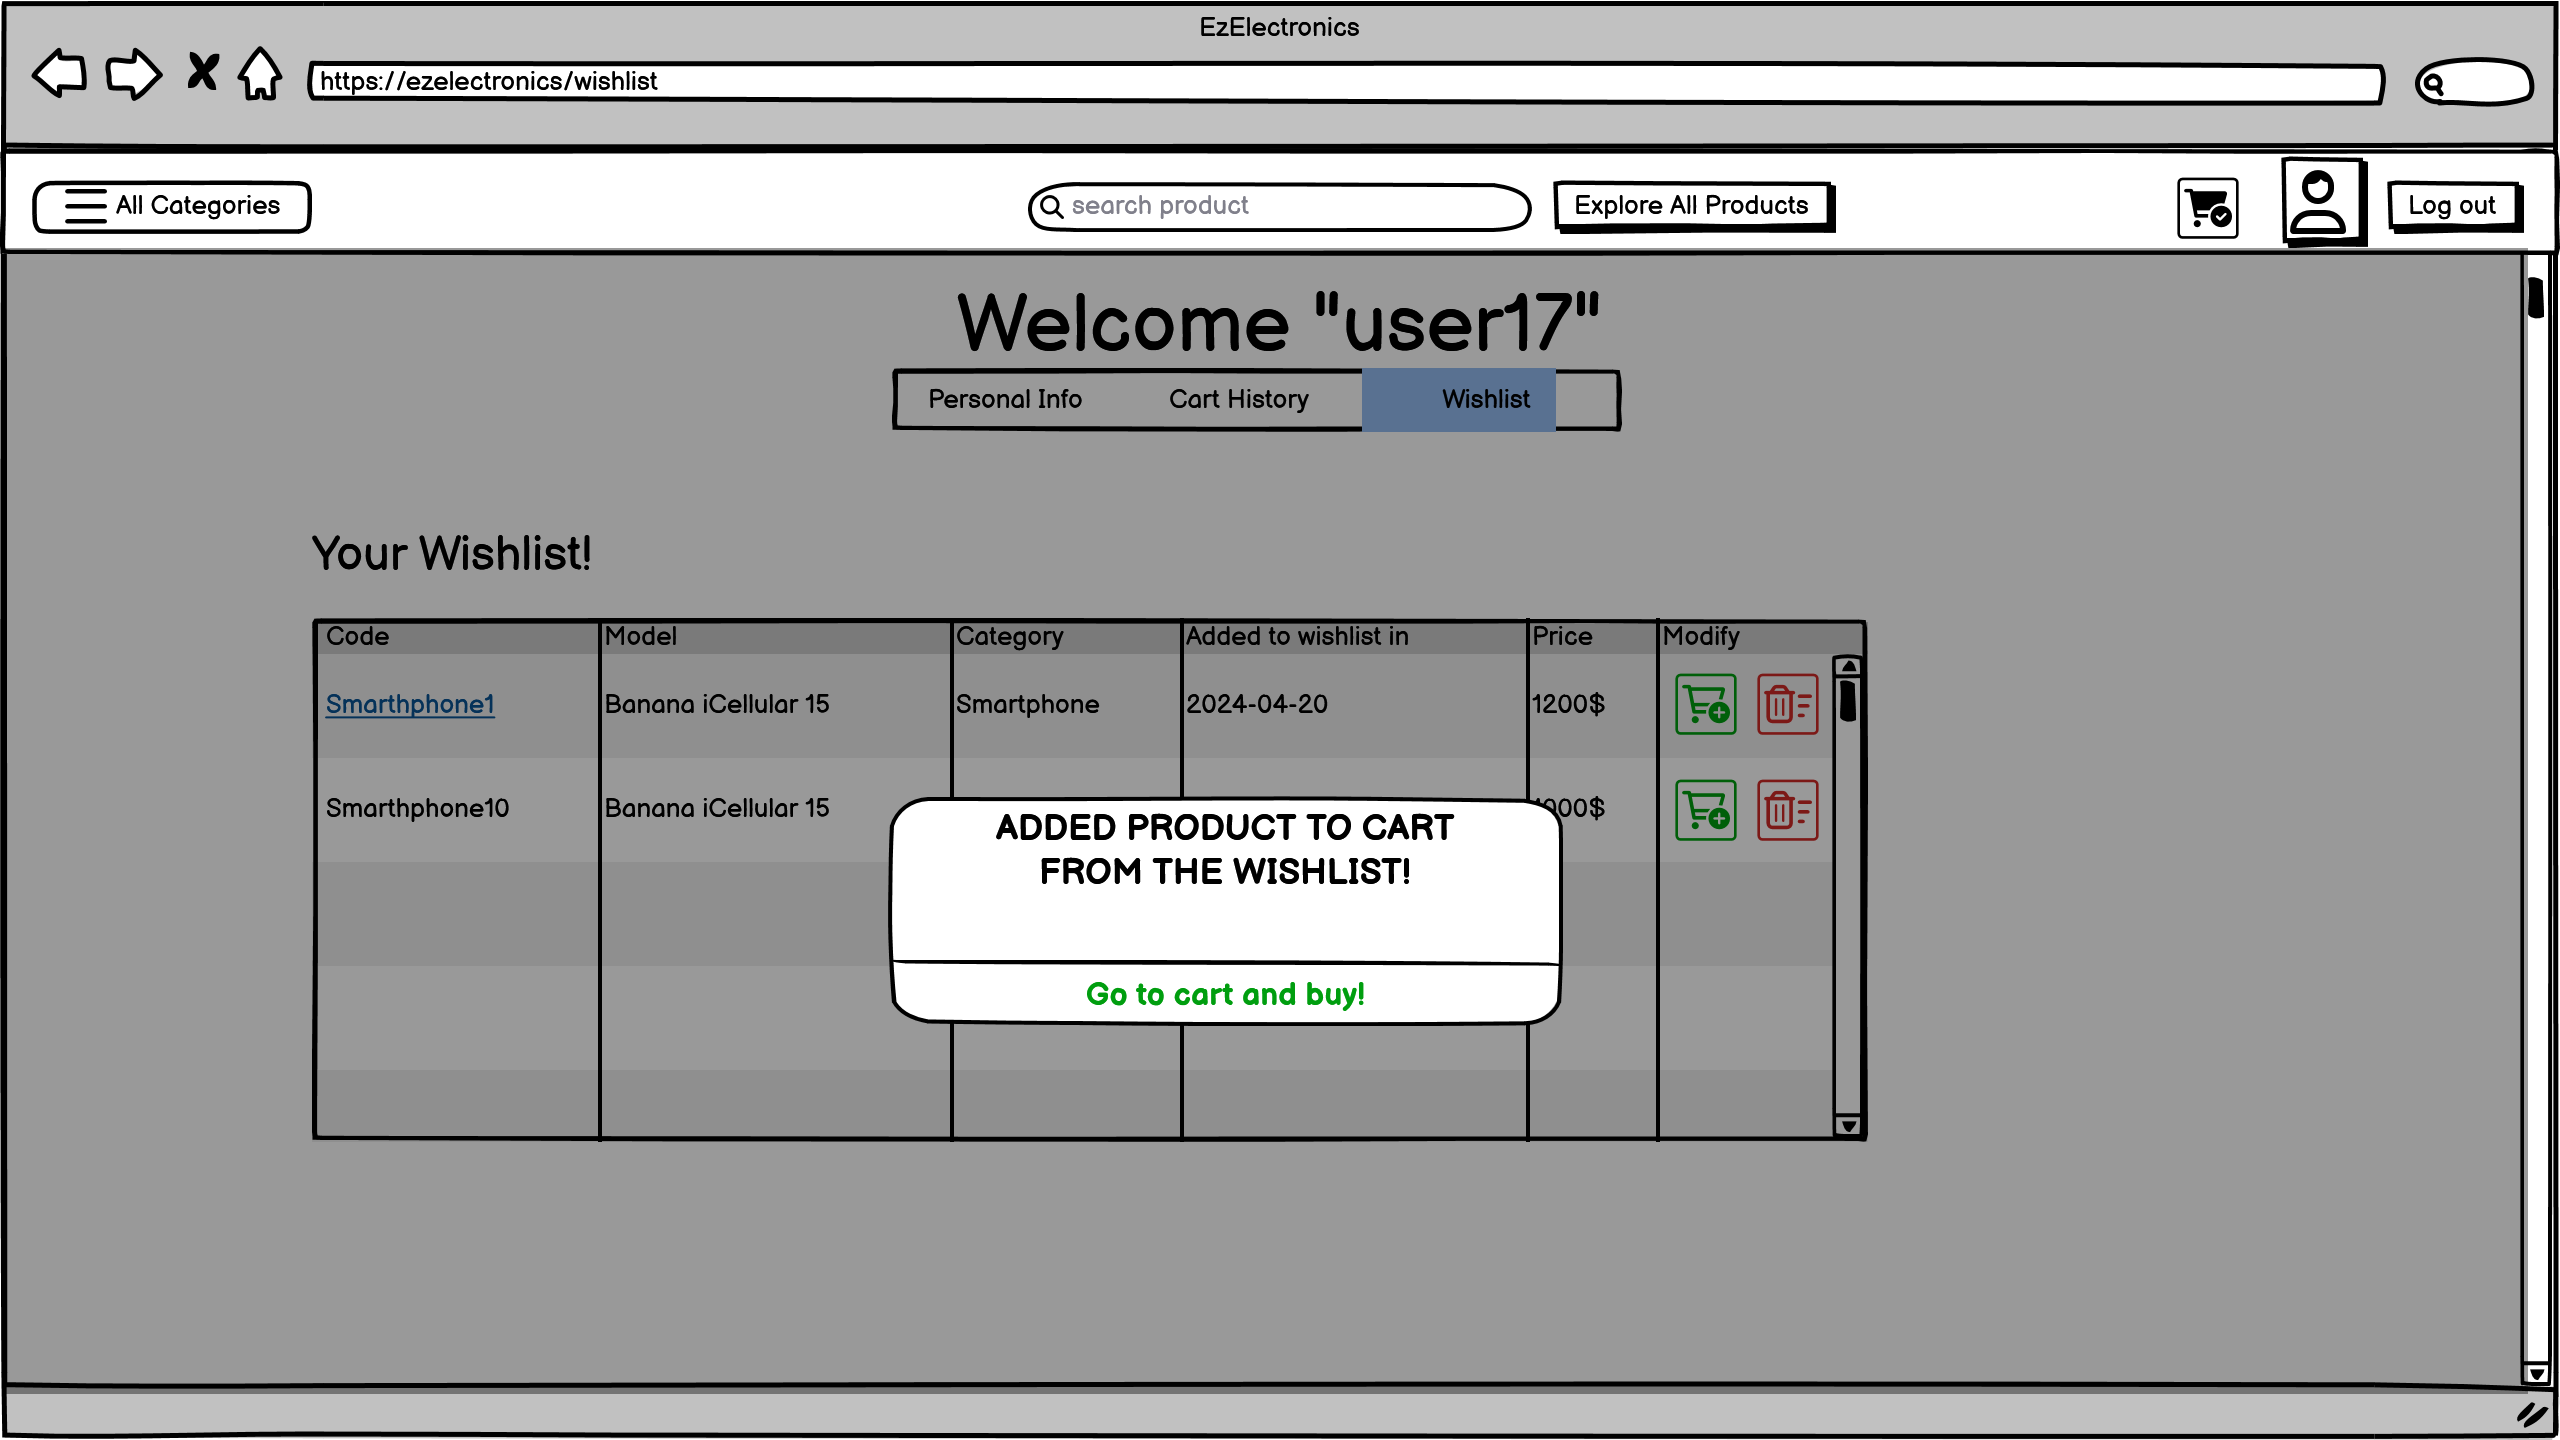 EzElectronics
https://ezelectronics/wishlist
All Categories
search product
Explore All Products
Log out
Welcome "user17"
Personal Info Cart History Wishlist
Your Wishlist!
Code Model Category Added to wishlist in Price Modify
Smarthphone1 Banana iCellular 15 Smartphone 2024-04-20 1200$
Smarthphone10 Banana iCellular 15
ADDED PRODUCT TO CART
FROM THE WISHLIST!
Go to cart and buy!